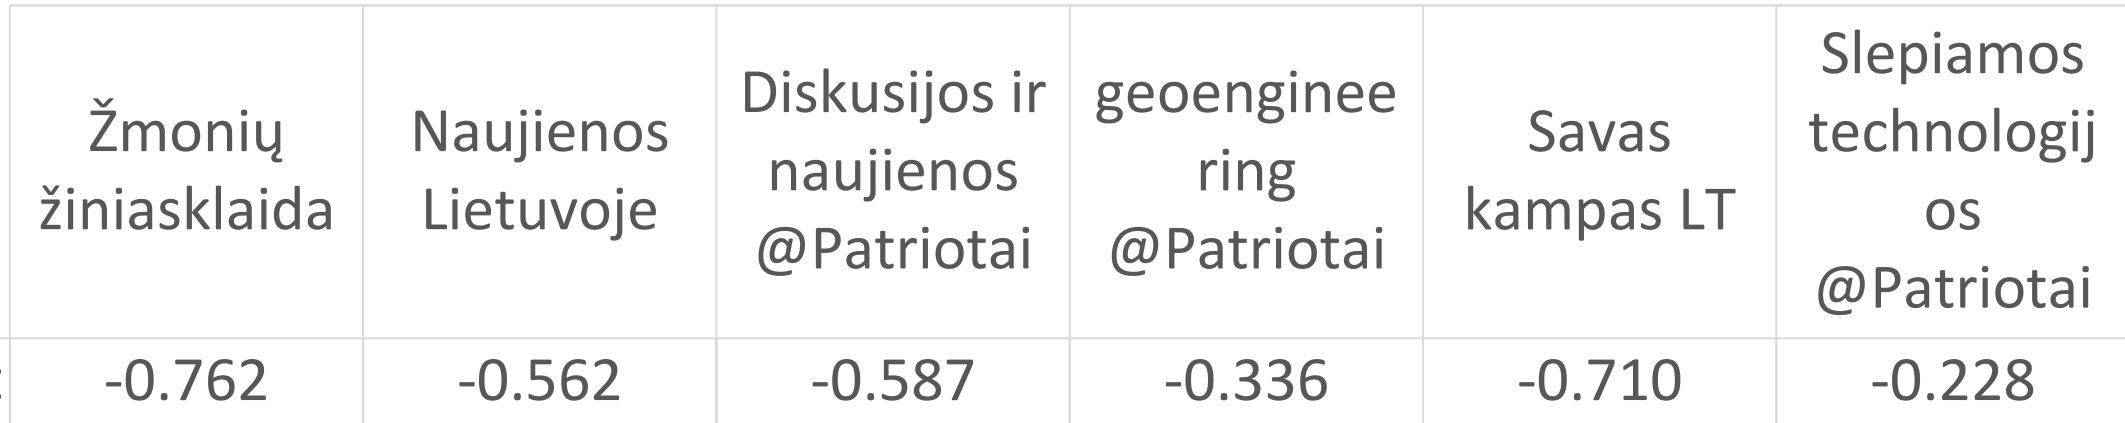 Žmonių
žiniasklaida
Naujienos
Lietuvoje
Diskusijos ir
naujienos
@Patriotai
geoenginee
ring
@Patriotai
Savas
kampas LT
Slepiamos
technologij
os
@Patriotai
-0.762
-0.562
-0.587
-0.336
-0.710
-0.228